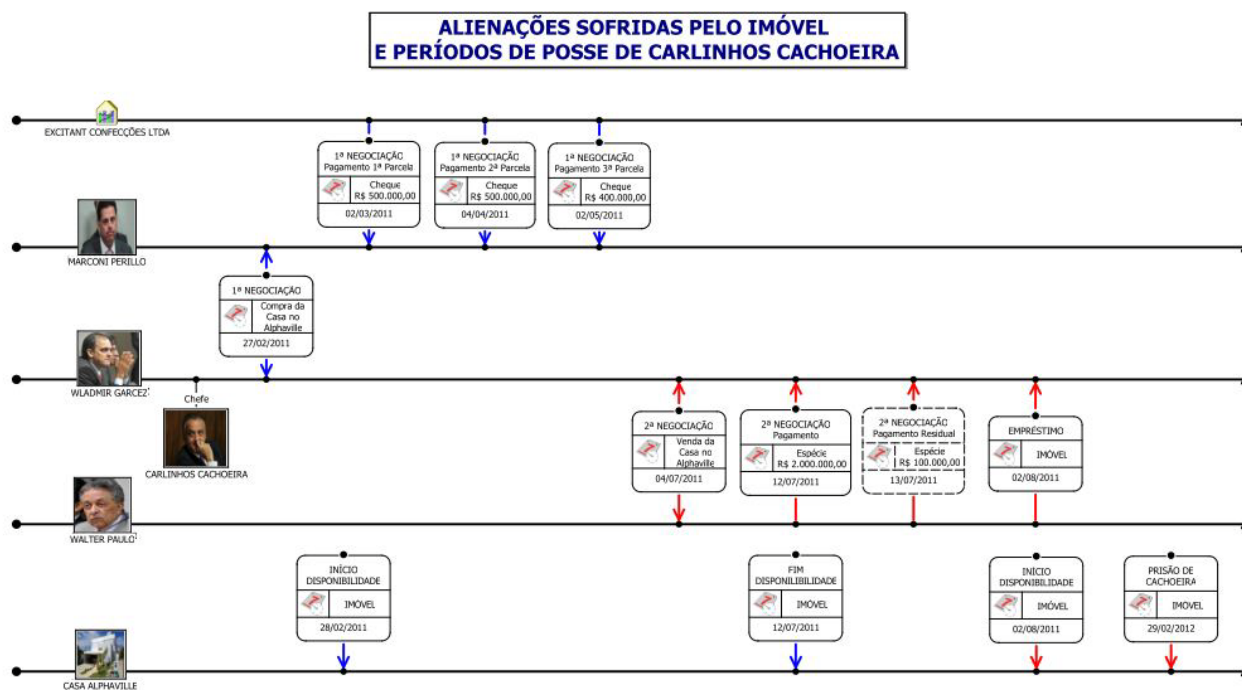 ALIENAÇÕES SOFRIDAS PELO IMÓVEL
E PERÍODOS DE POSSE DE CARLINHOS CACHOEIRA
EXCITANT CONFECÇÕES LTDA
1ª NEGOCIAÇÃO
Pagamento 1ª Parcela
Cheque
R$ 500.000,00
02/03/2011
1ª NEGOCIAÇÃO
Pagamento 2ª Parcela
Cheque
R$ 500.000,00
04/04/2011
1ª NEGOCIAÇÃO
Pagamento 3ª Parcela
Cheque
R$ 400.000,00
02/05/2011
MARCONI PERILLO
1ª NEGOCIAÇÃO
Compra da
Casa no
Alphaville
27/02/2011
WLADMIR GARCEZ
Chefe
CARLINHOS CACHOEIRA
2ª NEGOCIAÇÃO
Venda da
Casa no
Alphaville
04/07/2011
2ª NEGOCIAÇÃO
Pagamento
Espécie
R$ 2.000.000,00
12/07/2011
2ª NEGOCIAÇÃO
Pagamento Residual
Espécie
R$ 100.000,00
13/07/2011
EMPRÉSTIMO
IMÓVEL
02/08/2011
WALTER PAULO
INÍCIO
DISPONIBILIDADE
IMÓVEL
28/02/2011
FIM
DISPONILIBILIDADE
IMÓVEL
12/07/2011
INÍCIO
DISPONIBILIDADE
IMÓVEL
02/08/2011
PRISÃO DE
CACHOEIRA
IMÓVEL
29/02/2012
CASA ALPHAVILLE